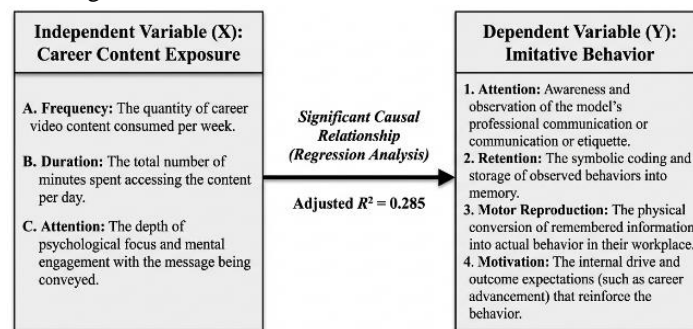 Independent Variable (X):
Career Content Exposure
A. Frequency: The quantity of career
video content consumed per week.
B. Duration: The total number of
minutes spent accessing the content
per day.
C. Attention: The depth of
psychological focus and mental
engagement with the message being
conveyed.
Significant Causal
Relationship
(Regression Analysis)
Adjusted R² = 0.285
Dependent Variable (Y):
Imitative Behavior
1. Attention: Awareness and
observation of the model's
professional communication or
communication or etiquette.
2. Retention: The symbolic coding and
storage of observed behaviors into
memory.
3. Motor Reproduction: The physical
conversion of remembered information
into actual behavior in their workplace.
4. Motivation: The internal drive and
outcome expectations (such as career
advancement) that reinforce the
behavior.